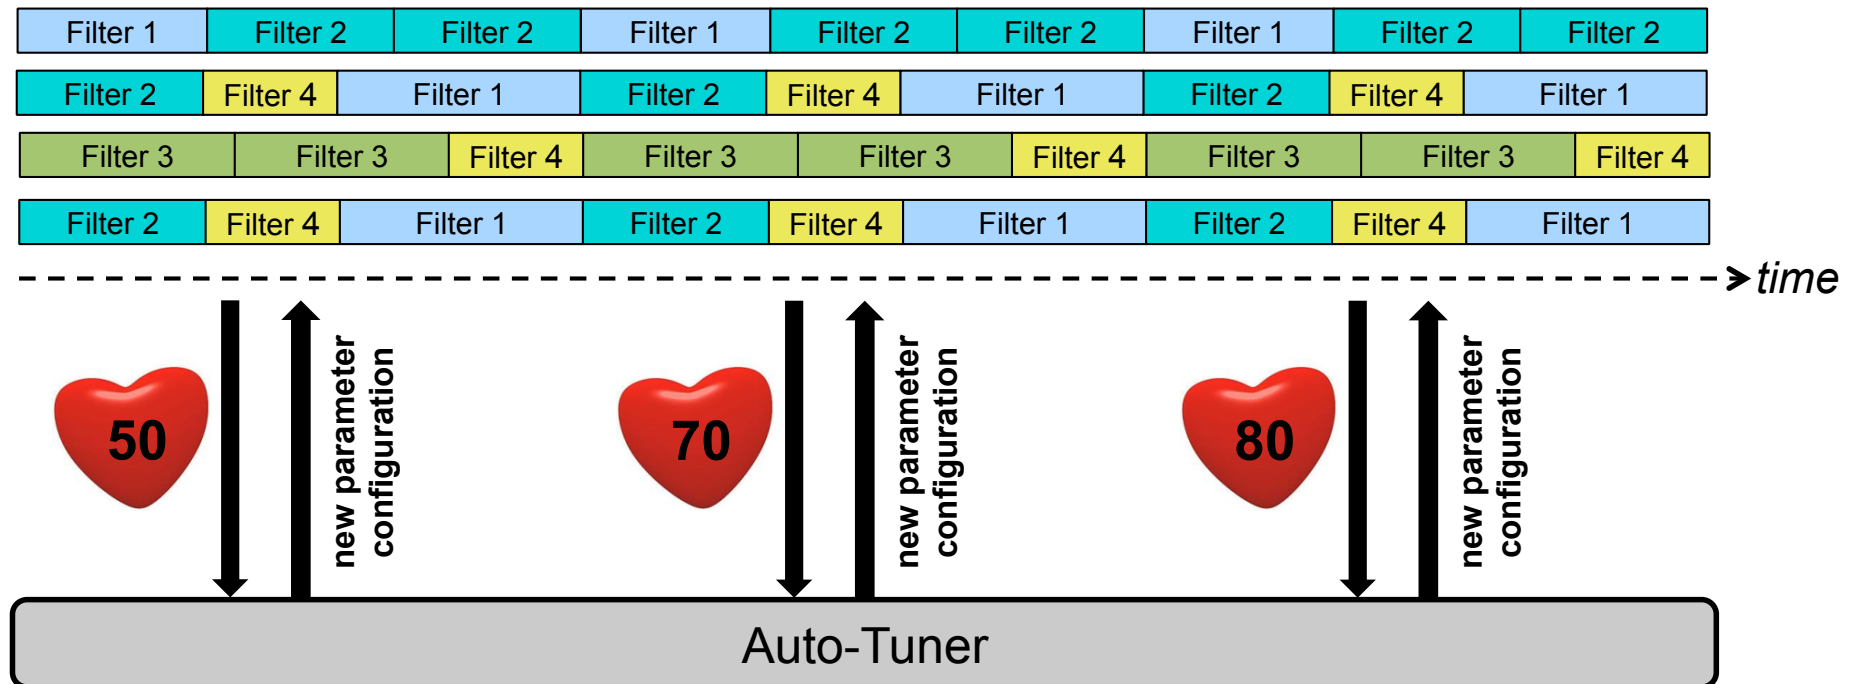 Filter 1 Filter 2 Filter 2 Filter 1 Filter 2 Filter 2 Filter 1 Filter 2 Filter 2
Filter 2 Filter 4 Filter 1 Filter 2 Filter 4 Filter 1 Filter 2 Filter 4 Filter 1
Filter 3 Filter 3 Filter 4 Filter 3 Filter 3 Filter 4 Filter 3 Filter 3 Filter 4
Filter 2 Filter 4 Filter 1 Filter 2 Filter 4 Filter 1 Filter 2 Filter 4 Filter 1
time
50
new parameter
configuration
70
new parameter
configuration
80
new parameter
configuration
Auto-Tuner